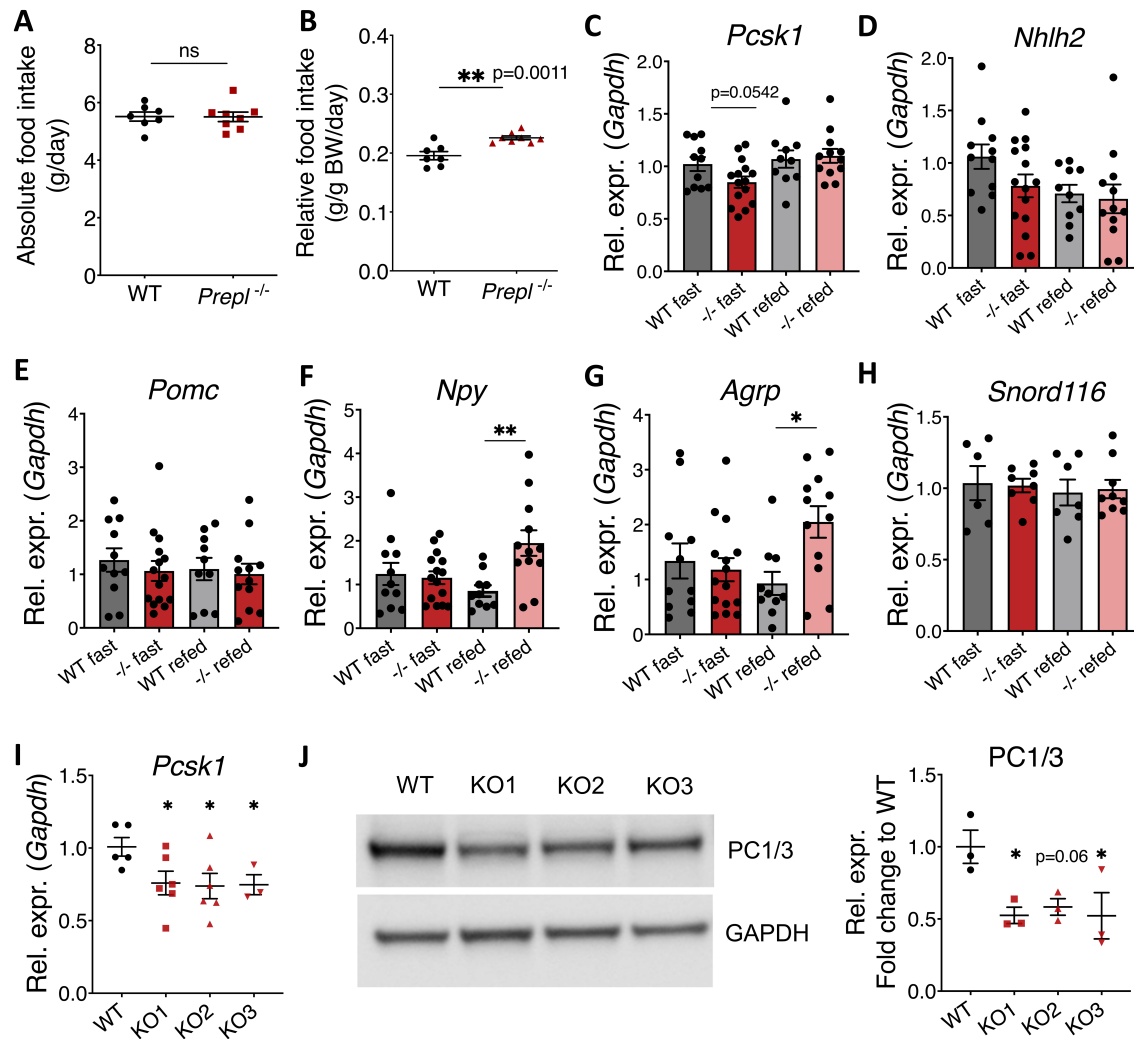 A
Absolute food intake
(g/day)
8
6
4
2
0
ns
WT
Prepl -/-
B
Relative food intake
(g/g BW/day)
0.4
0.3
0.2
0.1
0.0
** p=0.0011
WT
Prepl -/-
C
Pcsk1
Rel. expr. (Gapdh)
2.0
1.5
1.0
0.5
0.0
p=0.0542
WT fast
-/- fast
WT refed
-/- refed
D
Nhlh2
Rel. expr. (Gapdh)
2.0
1.5
1.0
0.5
0.0
WT fast
-/- fast
WT refed
-/- refed
E
Pomc
Rel. expr. (Gapdh)
4
3
2
1
0
WT fast
-/- fast
WT refed
-/- refed
F
Npy
Rel. expr. (Gapdh)
5
4
3
2
1
0
**
WT fast
-/- fast
WT refed
-/- refed
G
Agrp
Rel. expr. (Gapdh)
4
3
2
1
0
*
WT fast
-/- fast
WT refed
-/- refed
H
Snord116
Rel. expr. (Gapdh)
1.5
1.0
0.5
0.0
WT fast
-/- fast
WT refed
-/- refed
I
Pcsk1
Rel. expr. (Gapdh)
1.5
1.0
0.5
0.0
* * *
WT
KO1
KO2
KO3
J
WT KO1 KO2 KO3
PC1/3
GAPDH
PC1/3
Rel. expr.
Fold change to WT
1.5
1.0
0.5
0.0
* p=0.06 *
WT
KO1
KO2
KO3